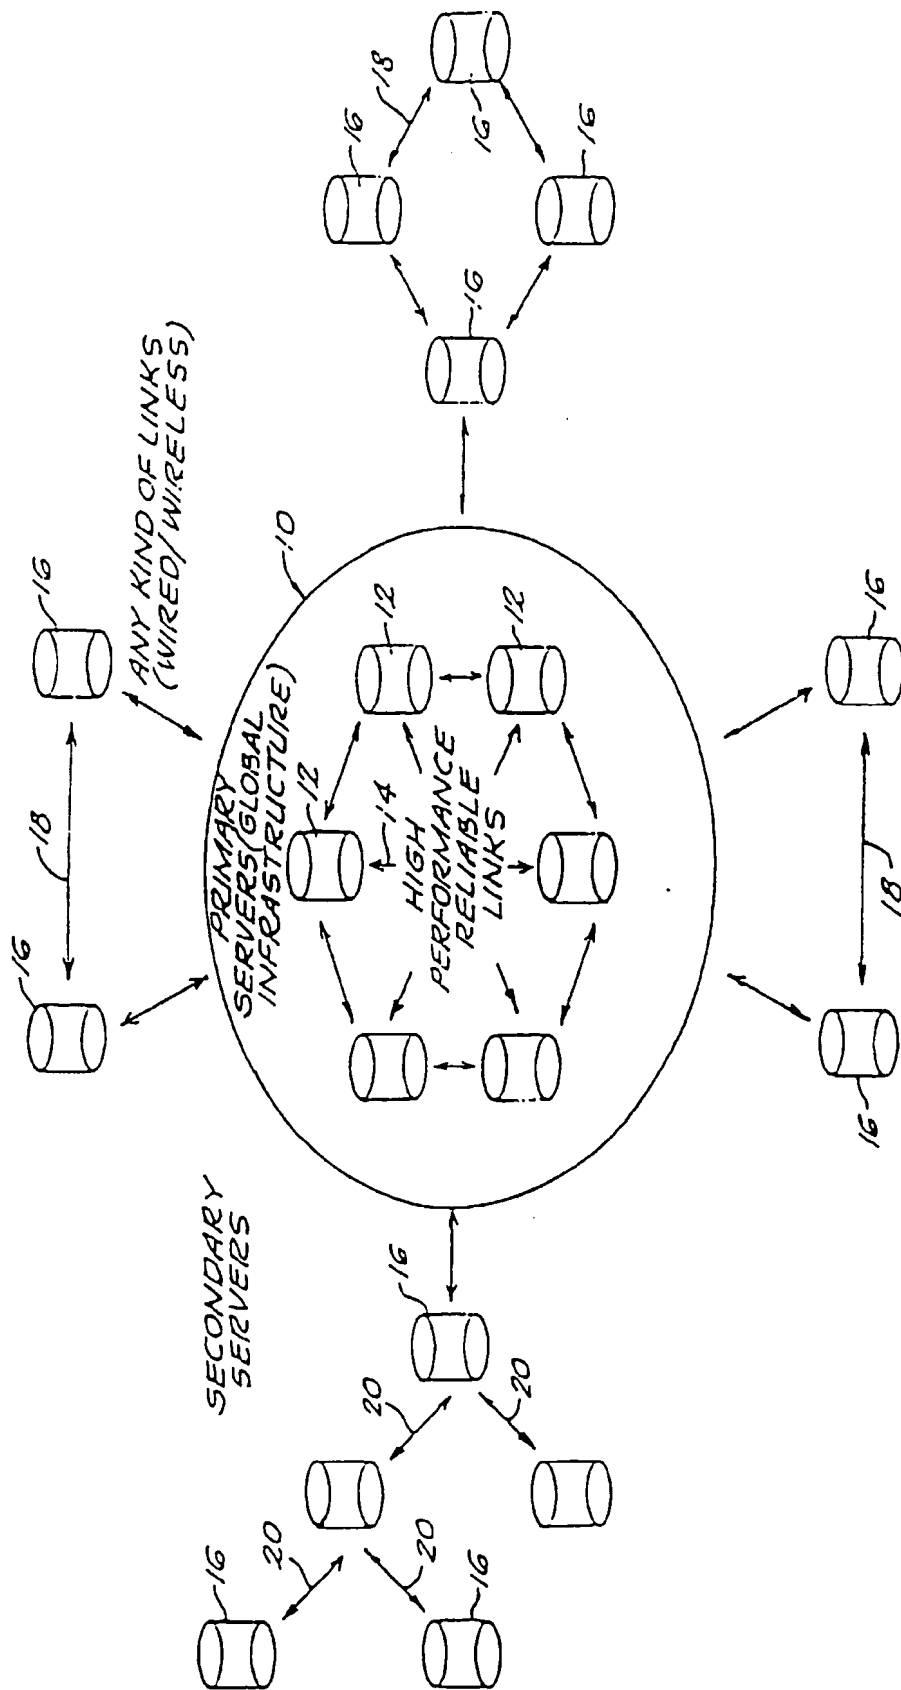 16
18
16
ANY KIND OF LINKS
(WIRED/WIRELESS)
SECONDARY
SERVERS
PRIMARY
SERVERS(GLOBAL
INFRASTRUCTURE)
10
12
12
14
HIGH
PERFORMANCE
RELIABLE
LINKS
12
16
20
20
16
20
16
20
16
18
16
16
16
16
18
16